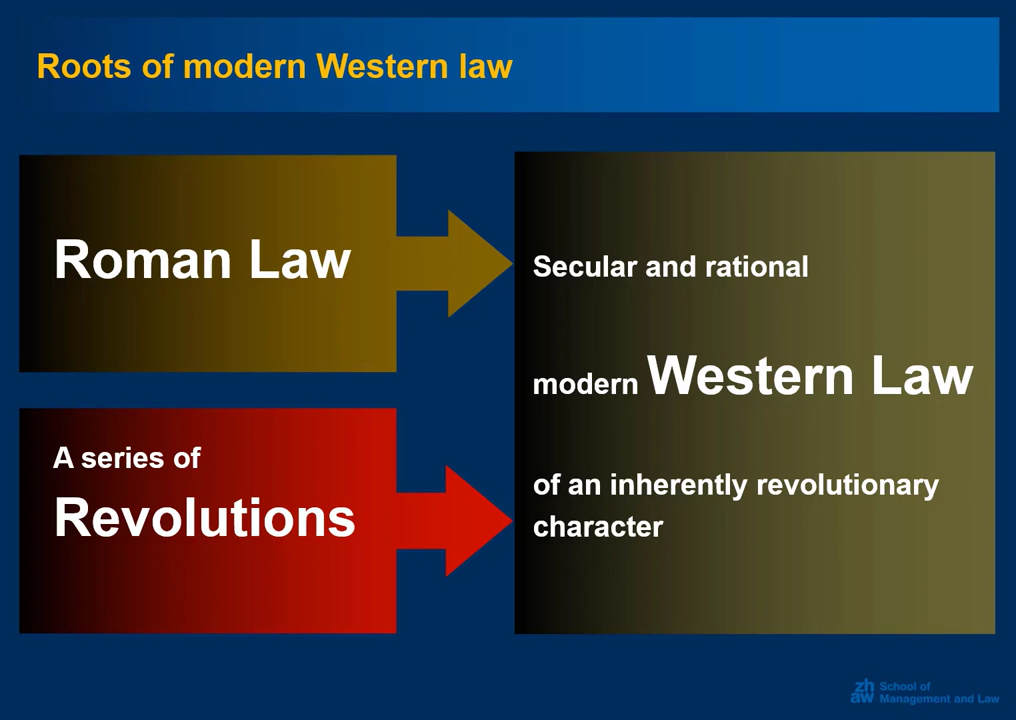 Roots of modern Western law
Roman Law
A series of
Revolutions
Secular and rational
modern Western Law
of an inherently revolutionary
character
zh
aw
School of
Management and Law